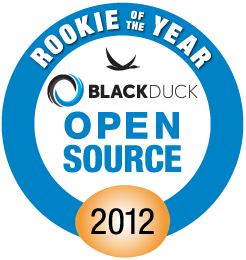 ROOKIE OF THE YEAR
BLACKDUCK
OPEN
SOURCE
2012